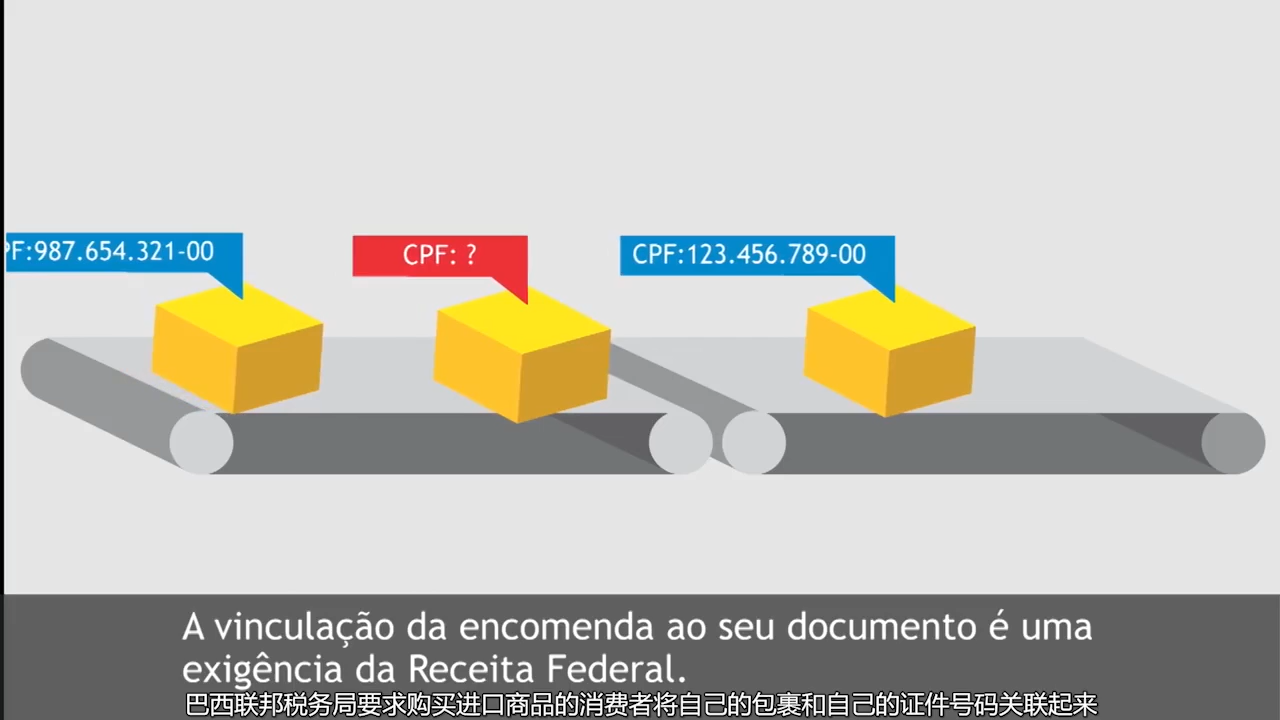 PF:987.654.321-00
CPF: ?
CPF:123.456.789-00
A vinculação da encomenda ao seu documento é uma
exigência da Receita Federal.
巴西联邦税务局要求购买进口商品的消费者将自己的包裹和自己的证件号码关联起来